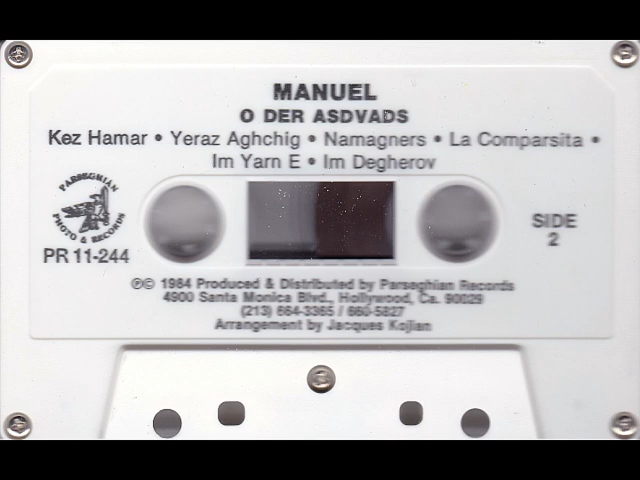 MANUEL
O DER ASDVADS
Kez Hamar • Yeraz Aghchig • Namagners • La Comparsita •
Im Yarn E • Im Degherov
PARSEGHIAN
PHOTO & RECORDS
PR 11-244
SIDE
2
℗© 1984 Produced & Distributed by Parseghian Records
4900 Santa Monica Blvd., Hollywood, Ca. 90029
(213) 664-3365 / 660-5827
Arrangement by Jacques Kojian